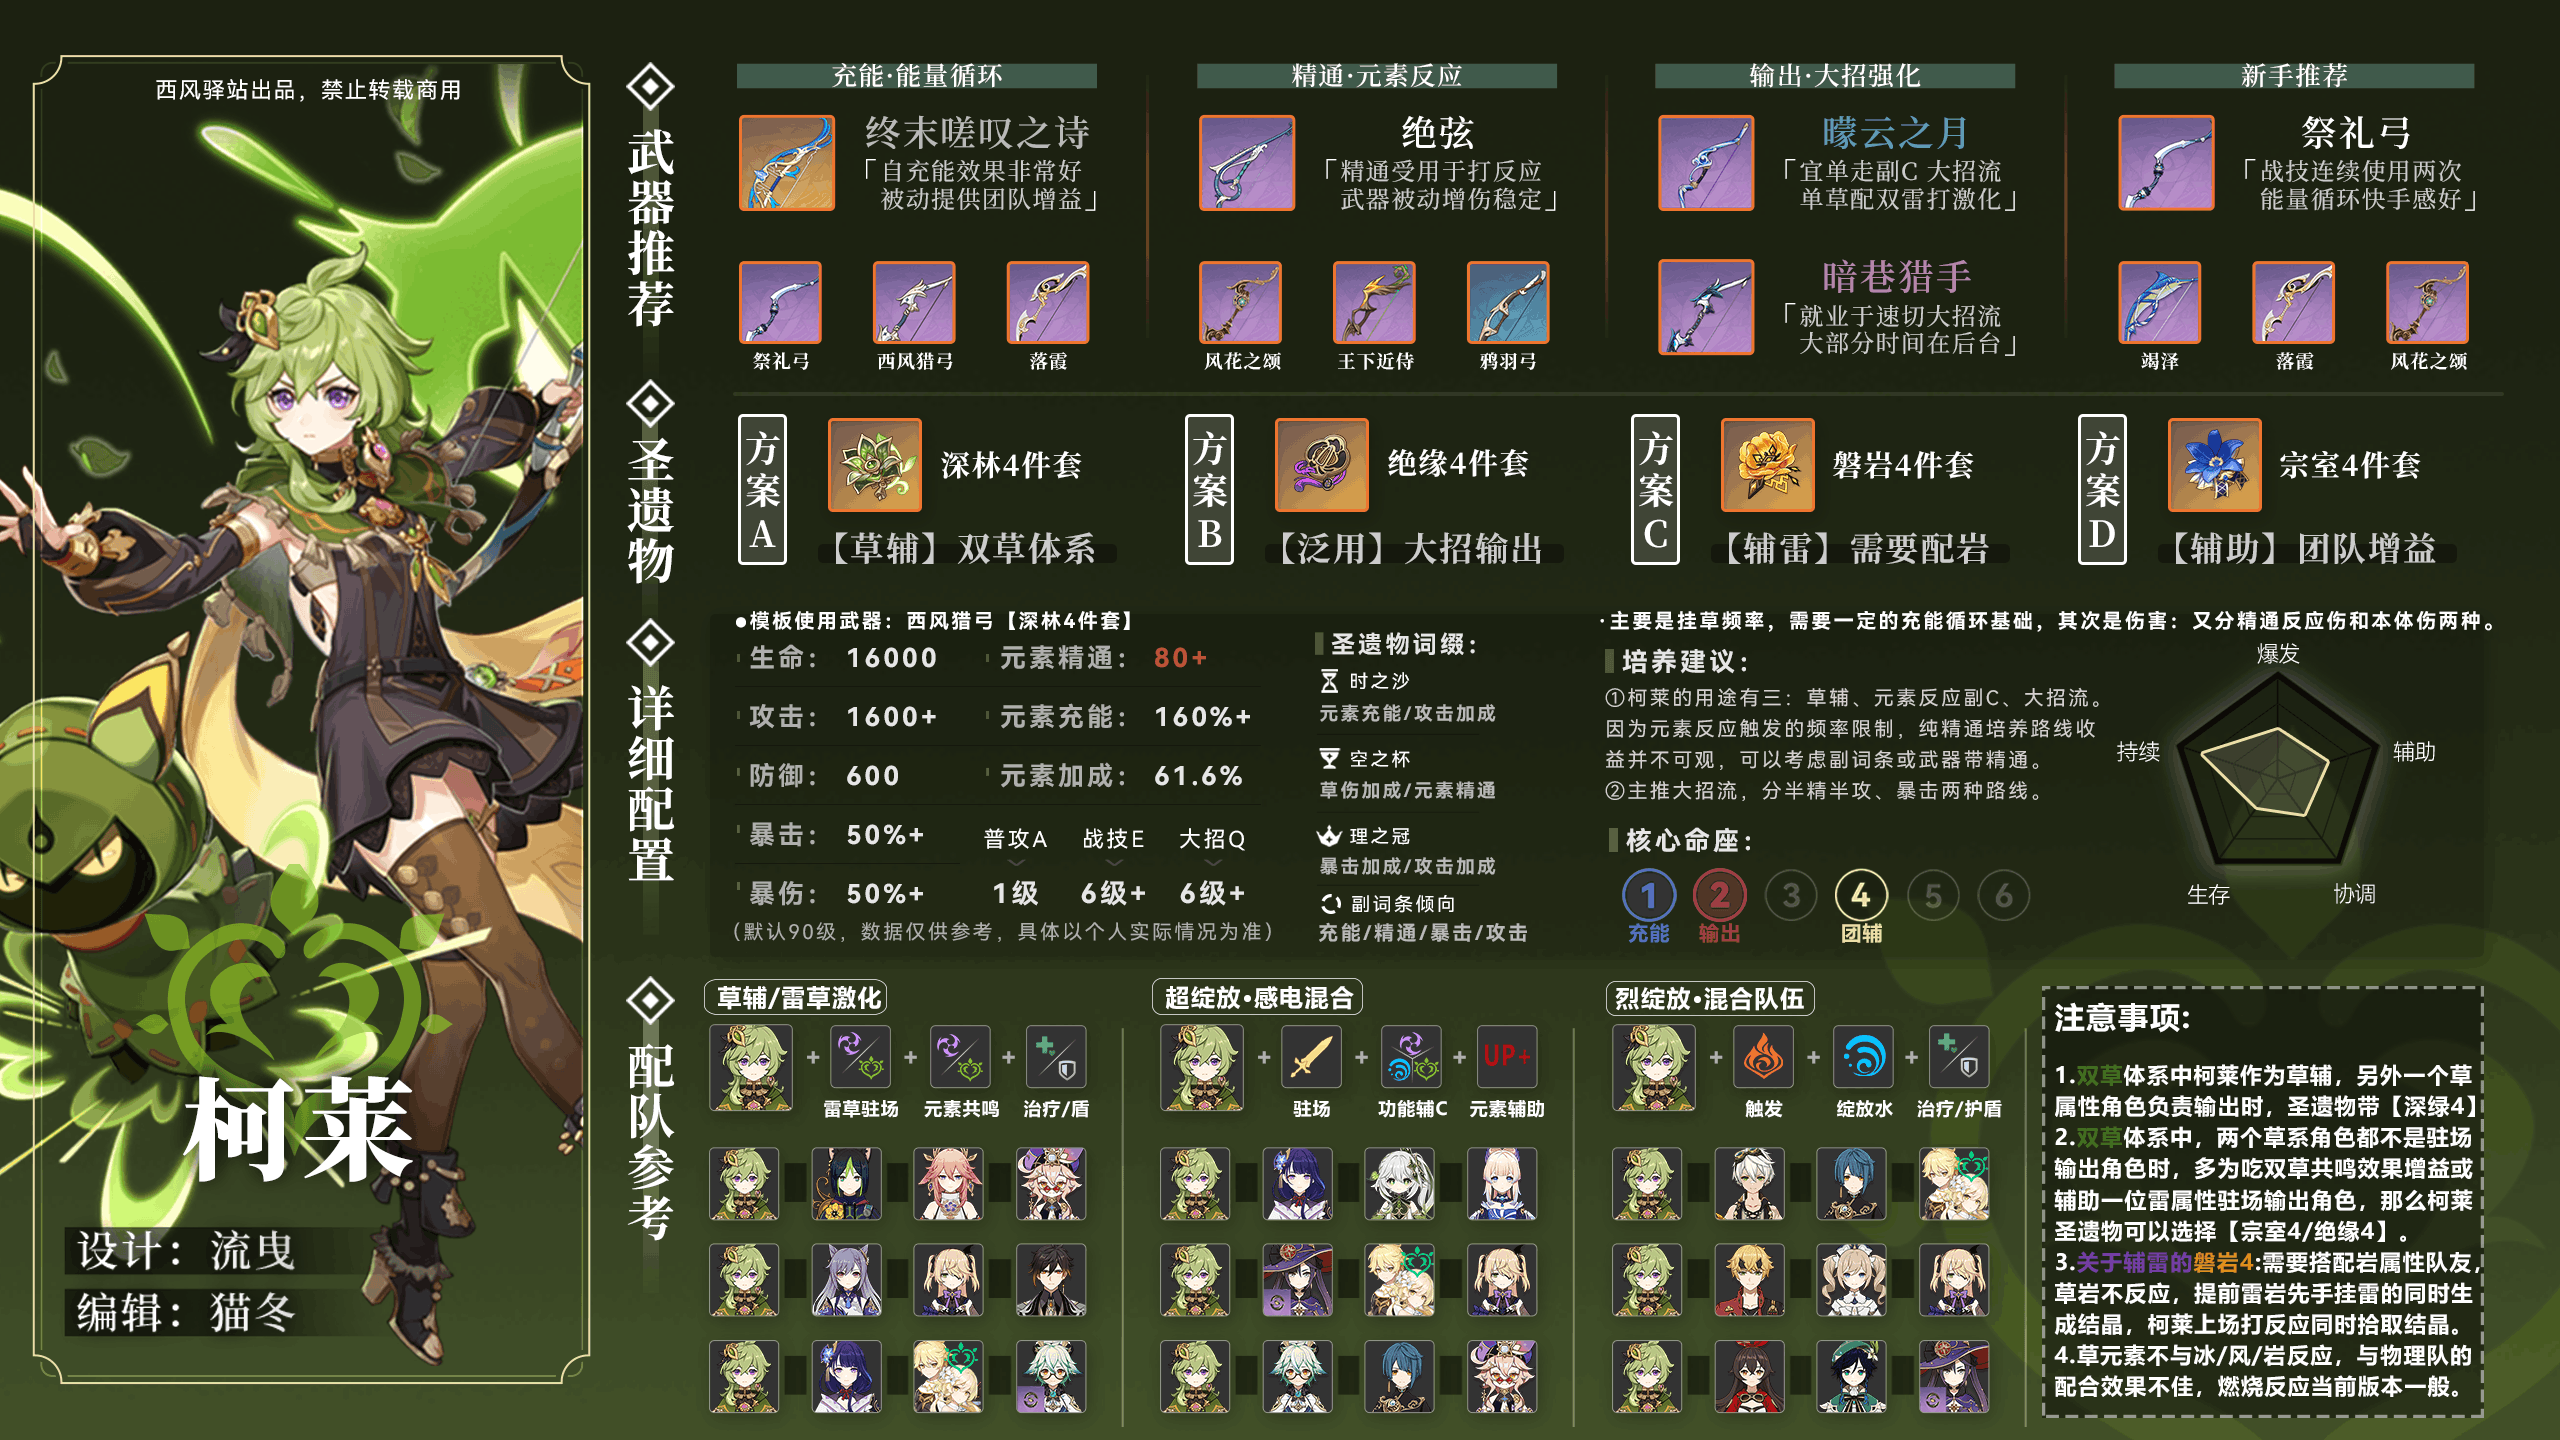 西风驿站出品，禁止转载商用
柯莱
设计：流曳
编辑：猫冬
武器推荐
充能·能量循环
终末嗟叹之诗
「自充能效果非常好
被动提供团队增益」
祭礼弓
西风猎弓
落霞
精通·元素反应
绝弦
「精通受用于打反应
武器被动增伤稳定」
风花之颂
王下近侍
鸦羽弓
输出·大招强化
曚云之月
「宜单走副C 大招流
单草配双雷打激化」
暗巷猎手
「就业于速切大招流
大部分时间在后台」
新手推荐
祭礼弓
「战技连续使用两次
能量循环快手感好」
竭泽
落霞
风花之颂
圣遗物
方案A
深林4件套
【草辅】双草体系
方案B
绝缘4件套
【泛用】大招输出
方案C
磐岩4件套
【辅雷】需要配岩
方案D
宗室4件套
【辅助】团队增益
详细配置
●模板使用武器：西风猎弓【深林4件套】
生命： 16000 元素精通： 80+
攻击： 1600+ 元素充能： 160%+
防御： 600 元素加成： 61.6%
暴击： 50%+ 普攻A 战技E 大招Q
暴伤： 50%+ 1级 6级+ 6级+
(默认90级，数据仅供参考，具体以个人实际情况为准)
圣遗物词缀：
时之沙
元素充能/攻击加成
空之杯
草伤加成/元素精通
理之冠
暴击加成/攻击加成
副词条倾向
充能/精通/暴击/攻击
·主要是挂草频率，需要一定的充能循环基础，其次是伤害：又分精通反应伤和本体伤两种。
培养建议：
①柯莱的用途有三：草辅、元素反应副C、大招流。
因为元素反应触发的频率限制，纯精通培养路线收
益并不可观，可以考虑副词条或武器带精通。
②主推大招流，分半精半攻、暴击两种路线。
核心命座：
1 2 3 4 5 6
充能 输出 团辅
爆发
持续 辅助
生存 协调
配队参考
草辅/雷草激化
+ + +
雷草驻场 元素共鸣 治疗/盾
超绽放·感电混合
+ + + UP+
驻场 功能辅C 元素辅助
烈绽放·混合队伍
+ + +
触发 绽放水 治疗/护盾
注意事项:
1.双草体系中柯莱作为草辅，另外一个草
属性角色负责输出时，圣遗物带【深绿4】
2.双草体系中，两个草系角色都不是驻场
输出角色时，多为吃双草共鸣效果增益或
辅助一位雷属性驻场输出角色，那么柯莱
圣遗物可以选择【宗室4/绝缘4】。
3.关于辅雷的磐岩4:需要搭配岩属性队友,
草岩不反应，提前雷岩先手挂雷的同时生
成结晶，柯莱上场打反应同时拾取结晶。
4.草元素不与冰/风/岩反应，与物理队的
配合效果不佳，燃烧反应当前版本一般。